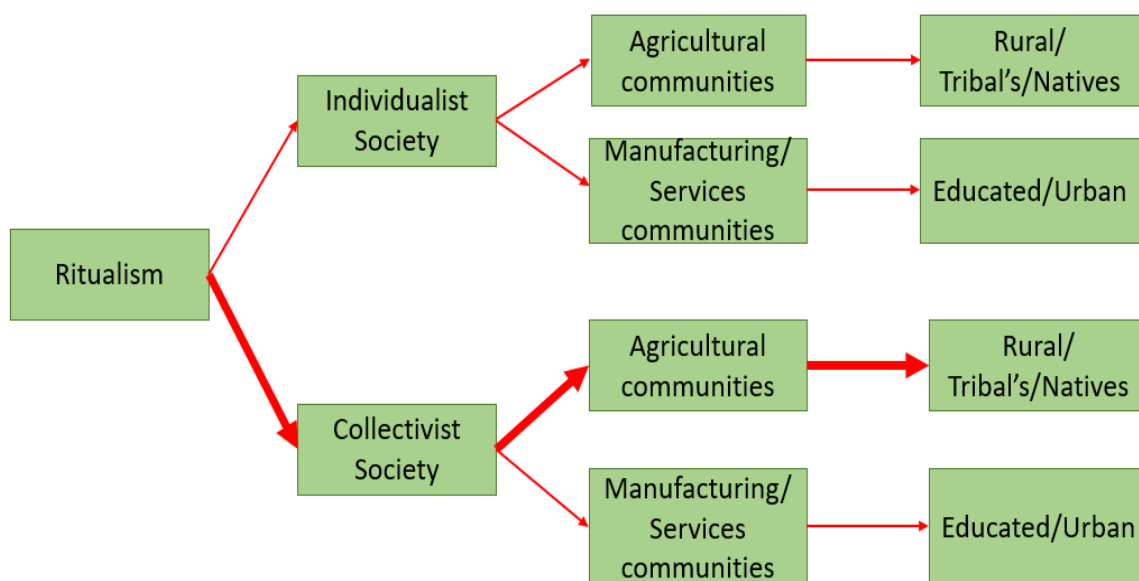 Ritualism
Individualist
Society
Agricultural
communities
Rural/
Tribal's/Natives
Manufacturing/
Services
communities
Educated/Urban
Collectivist
Society
Agricultural
communities
Rural/
Tribal's/Natives
Manufacturing/
Services
communities
Educated/Urban